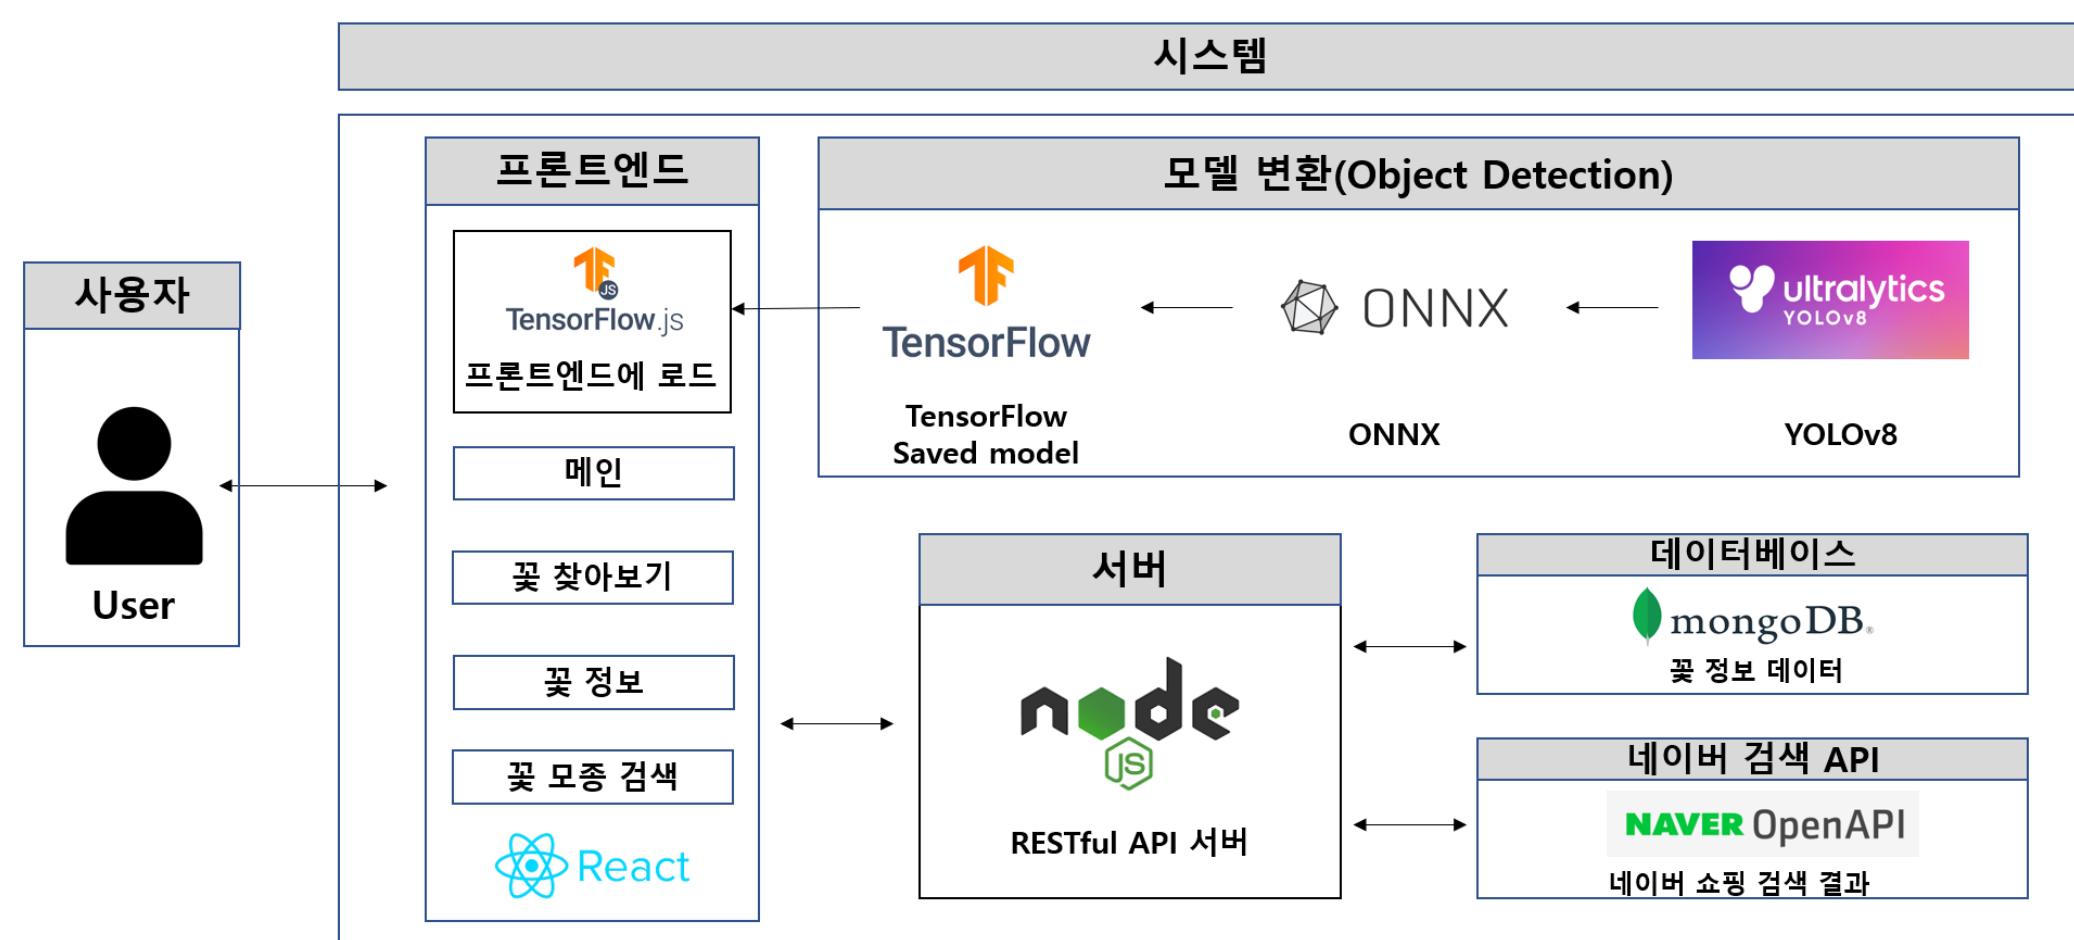 시스템
사용자
User
프론트엔드
TensorFlow.js
프론트엔드에 로드
메인
꽃 찾아보기
꽃 정보
꽃 모종 검색
React
모델 변환(Object Detection)
TensorFlow
TensorFlow
Saved model
ONNX
ONNX
ultralytics
YOLOv8
YOLOv8
서버
node
JS
RESTful API 서버
데이터베이스
mongoDB®
꽃 정보 데이터
네이버 검색 API
NAVER OpenAPI
네이버 쇼핑 검색 결과